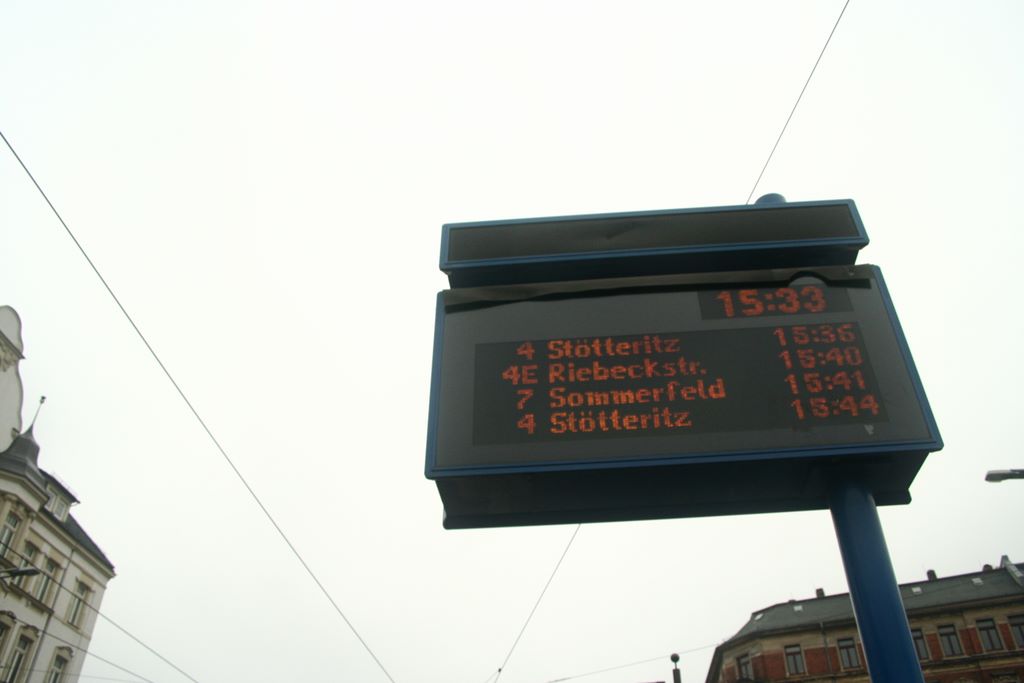 15:33
4 Stötteritz 15:36
4E Riebeckstr. 15:40
7 Sommerfeld 15:41
4 Stötteritz 15:44